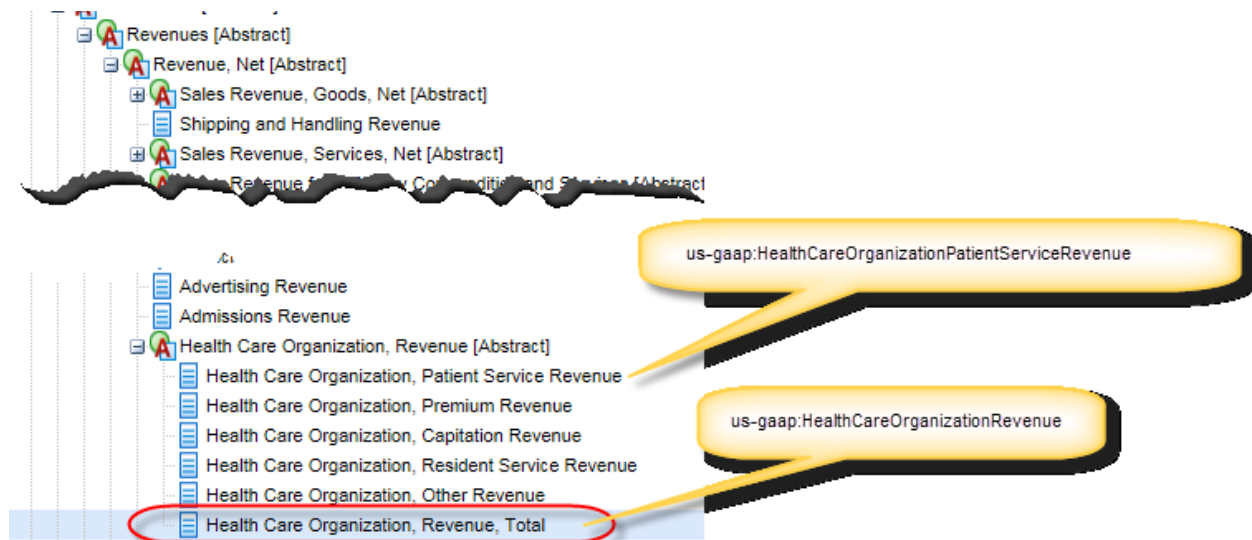 Revenues [Abstract]
Revenue, Net [Abstract]
Sales Revenue, Goods, Net [Abstract]
Shipping and Handling Revenue
Sales Revenue, Services, Net [Abstract]
us-gaap:HealthCareOrganizationPatientServiceRevenue
Advertising Revenue
Admissions Revenue
Health Care Organization, Revenue [Abstract]
Health Care Organization, Patient Service Revenue
Health Care Organization, Premium Revenue
us-gaap:HealthCareOrganizationRevenue
Health Care Organization, Capitation Revenue
Health Care Organization, Resident Service Revenue
Health Care Organization, Other Revenue
Health Care Organization, Revenue, Total